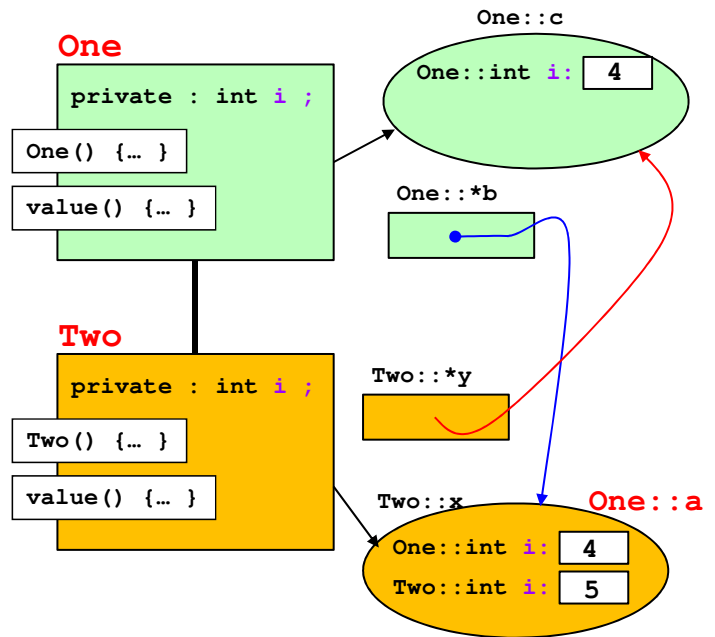 One::c
One
One::int i: 4
private : int i ;
One() {… }
value() {… }
One::*b
Two
Two::*y
private : int i ;
Two() {… }
value() {… }
Two::x
One::a
One::int i: 4
Two::int i: 5